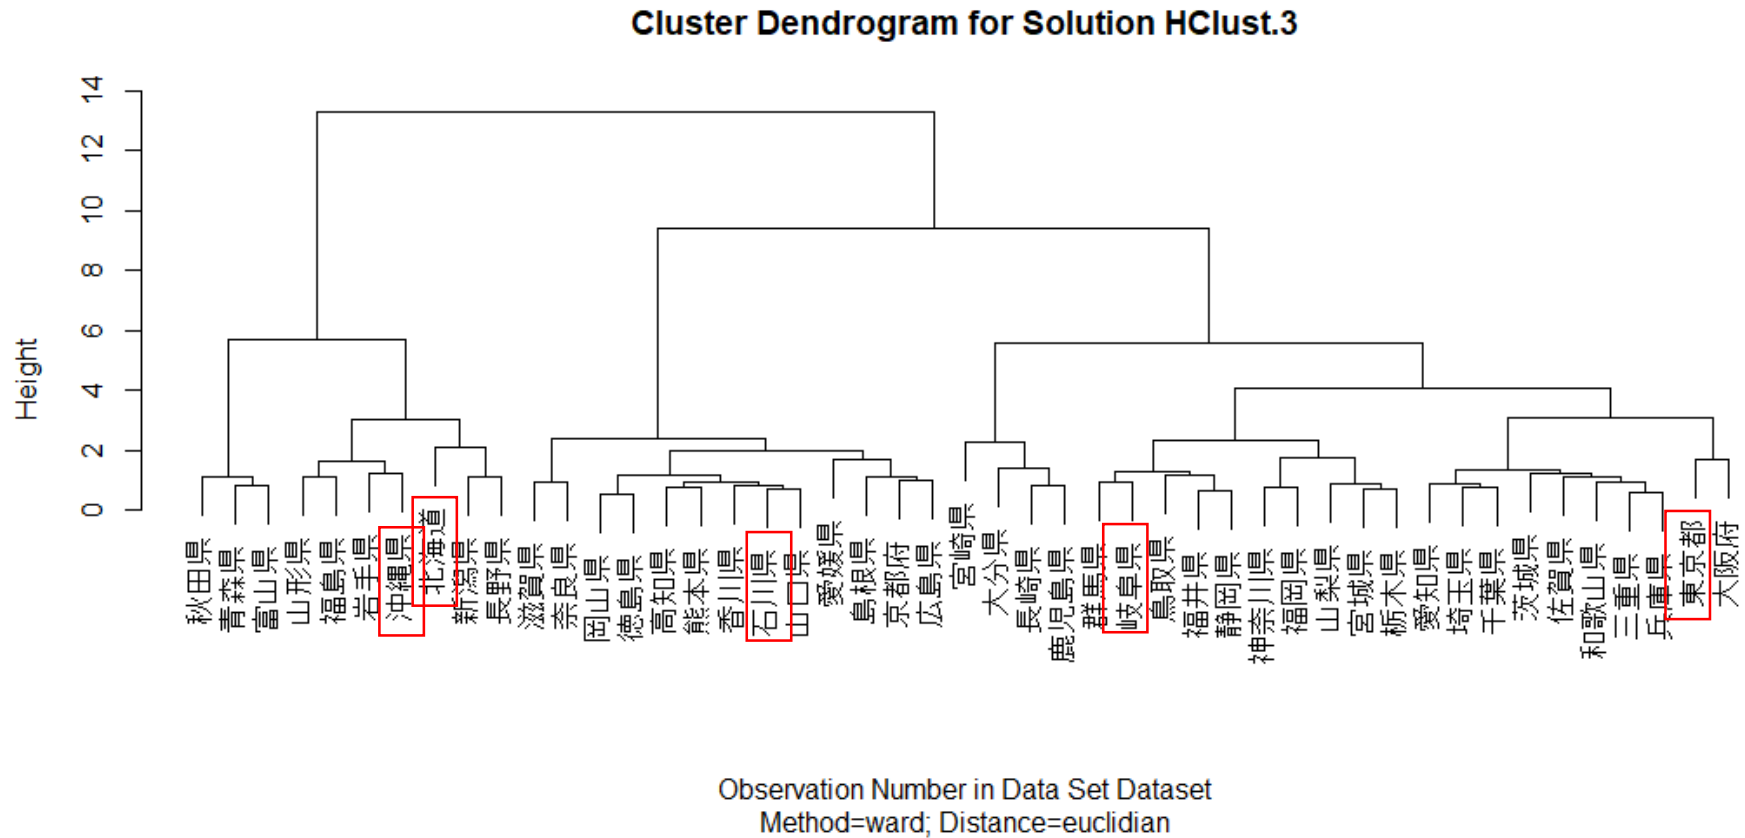 Cluster Dendrogram for Solution HClust.3
14
12
10
8
6
4
2
0
Height
秋田県
青森県
富山県
山形県
福島県
岩手県
沖縄県
北海道
新潟県
長野県
滋賀県
奈良県
岡山県
徳島県
高知県
熊本県
香川県
石川県
山口県
愛媛県
島根県
京都府
広島県
宮崎県
大分県
長崎県
鹿児島県
群馬県
岐阜県
鳥取県
福井県
静岡県
神奈川県
福岡県
山梨県
宮城県
栃木県
愛知県
埼玉県
千葉県
茨城県
佐賀県
和歌山県
三重県
兵庫県
東京都
大阪府
Observation Number in Data Set Dataset
Method=ward; Distance=euclidian